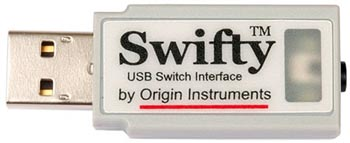 Swifty™
USB Switch Interface
by Origin Instruments